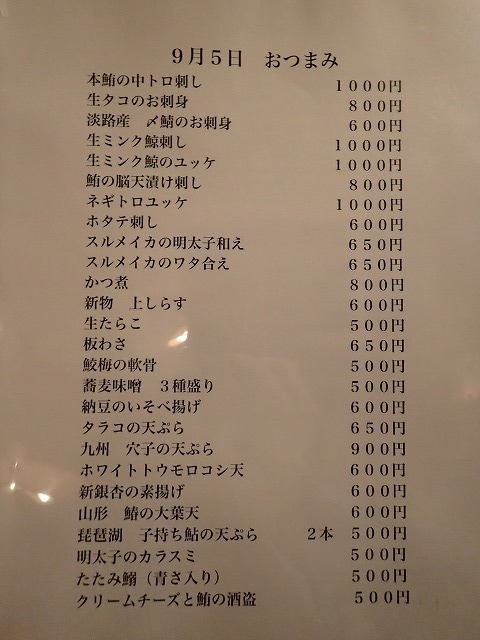 9月5日 おつまみ
本鮪の中トロ刺し 1000円
生タコのお刺身 800円
淡路産 〆鯖のお刺身 600円
生ミンク鯨刺し 1000円
生ミンク鯨のユッケ 1000円
鮪の脳天漬け刺し 800円
ネギトロユッケ 1000円
ホタテ刺し 600円
スルメイカの明太子和え 650円
スルメイカのワタ合え 650円
かつ煮 800円
新物 上しらす 600円
生たらこ 500円
板わさ 650円
鮫梅の軟骨 500円
蕎麦味噌 3種盛り 500円
納豆のいそべ揚げ 600円
タラコの天ぷら 650円
九州 穴子の天ぷら 900円
ホワイトトウモロコシ天 600円
新銀杏の素揚げ 600円
山形 鰆の大葉天 600円
琵琶湖 子持ち鮎の天ぷら 2本 500円
明太子のカラスミ 500円
たたみ鰯（青さ入り） 500円
クリームチーズと鮪の酒盗 500円